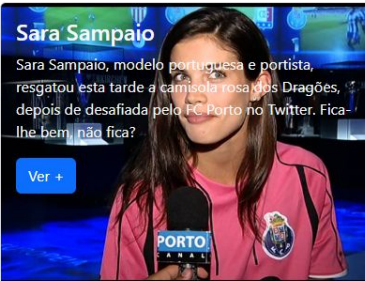 Sara Sampaio
Sara Sampaio, modelo portuguesa e portista,
resgatou esta tarde a camisola rosa dos Dragões,
depois de desafiada pelo FC Porto no Twitter. Fica-
lhe bem, não fica?
Ver +
PORTO
CANAL